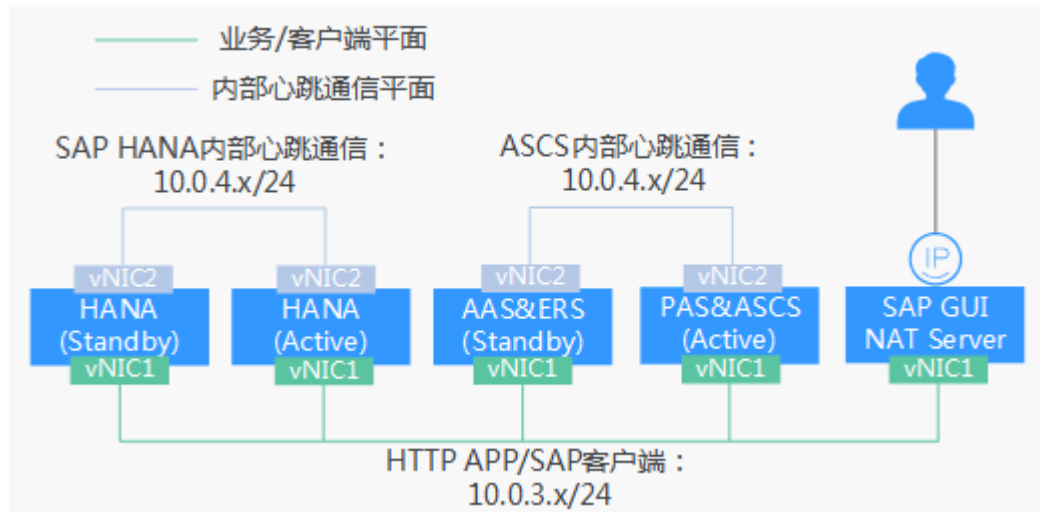 业务/客户端平面
内部心跳通信平面
SAP HANA内部心跳通信：
10.0.4.x/24
ASCS内部心跳通信：
10.0.4.x/24
IP
vNIC2
HANA
(Standby)
vNIC1
vNIC2
HANA
(Active)
vNIC1
vNIC2
AAS&ERS
(Standby)
vNIC1
vNIC2
PAS&ASCS
(Active)
vNIC1
SAP GUI
NAT Server
vNIC1
HTTP APP/SAP客户端：
10.0.3.x/24